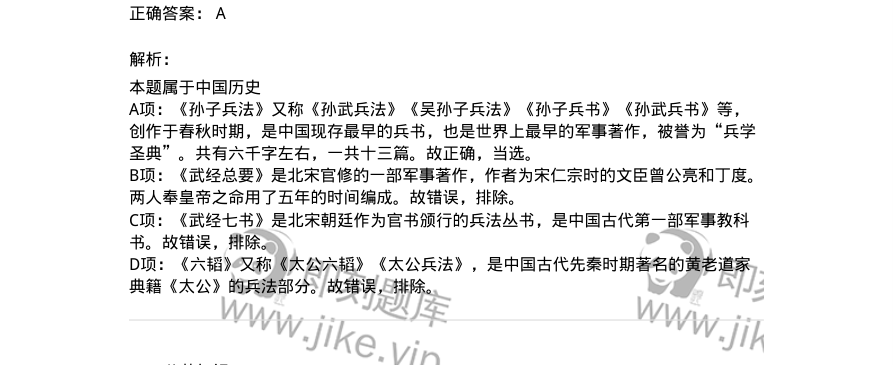 正确答案： A
解析：
本题属于中国历史
A项：《孙子兵法》又称《孙武兵法》《吴孙子兵法》《孙子兵书》《孙武兵书》等，
创作于春秋时期，是中国现存最早的兵书，也是世界上最早的军事著作，被誉为“兵学
圣典”。共有六千字左右，一共十三篇。故正确，当选。
B项：《武经总要》是北宋官修的一部军事著作，作者为宋仁宗时的文臣曾公亮和丁度。
两人奉皇帝之命用了五年的时间编成。故错误，排除。
C项：《武经七书》是北宋朝廷作为官书颁行的兵法丛书，是中国古代第一部军事教科
书。故错误，排除。
D项：《六韬》又称《太公六韬》《太公兵法》，是中国古代先秦时期著名的黄老道家
典籍《太公》的兵法部分。故错误，排除。
即刻题库
www.jike.vip
即刻
www.jike